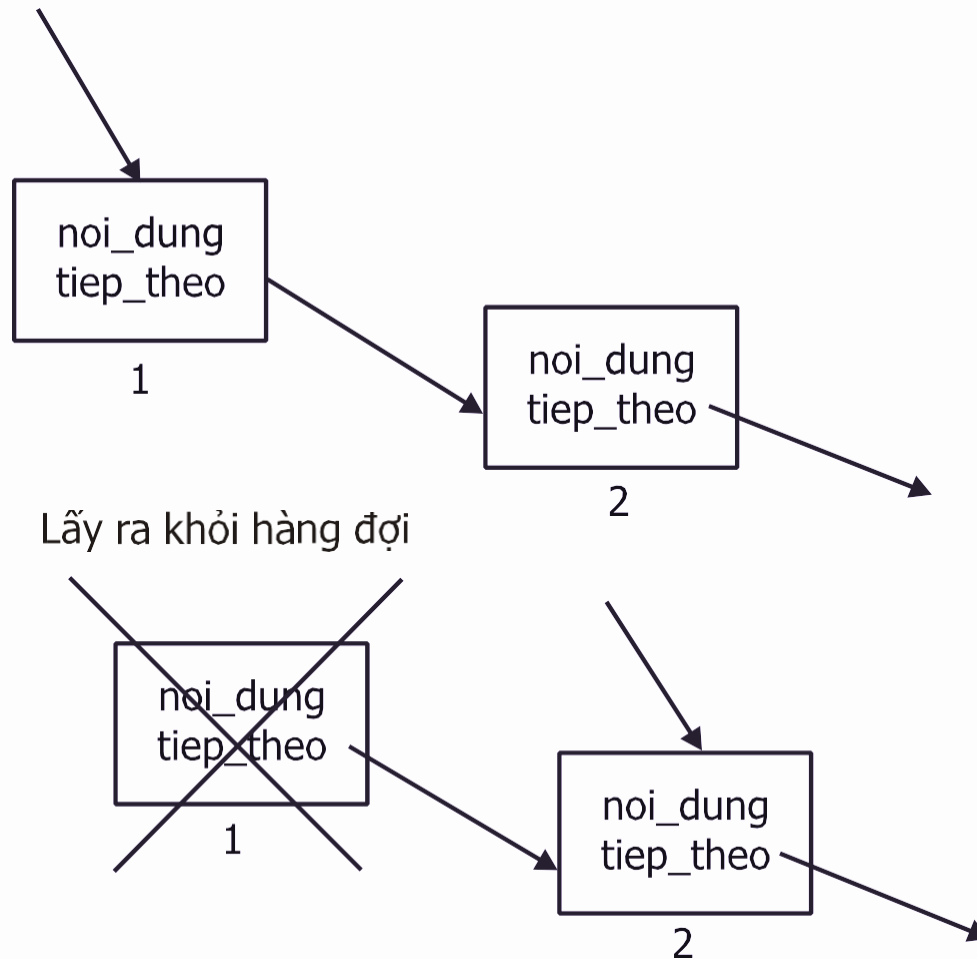 noi_dung
tiep_theo
1
noi_dung
tiep_theo
2
Lấy ra khỏi hàng đợi
noi_dung
tiep_theo
1
noi_dung
tiep_theo
2